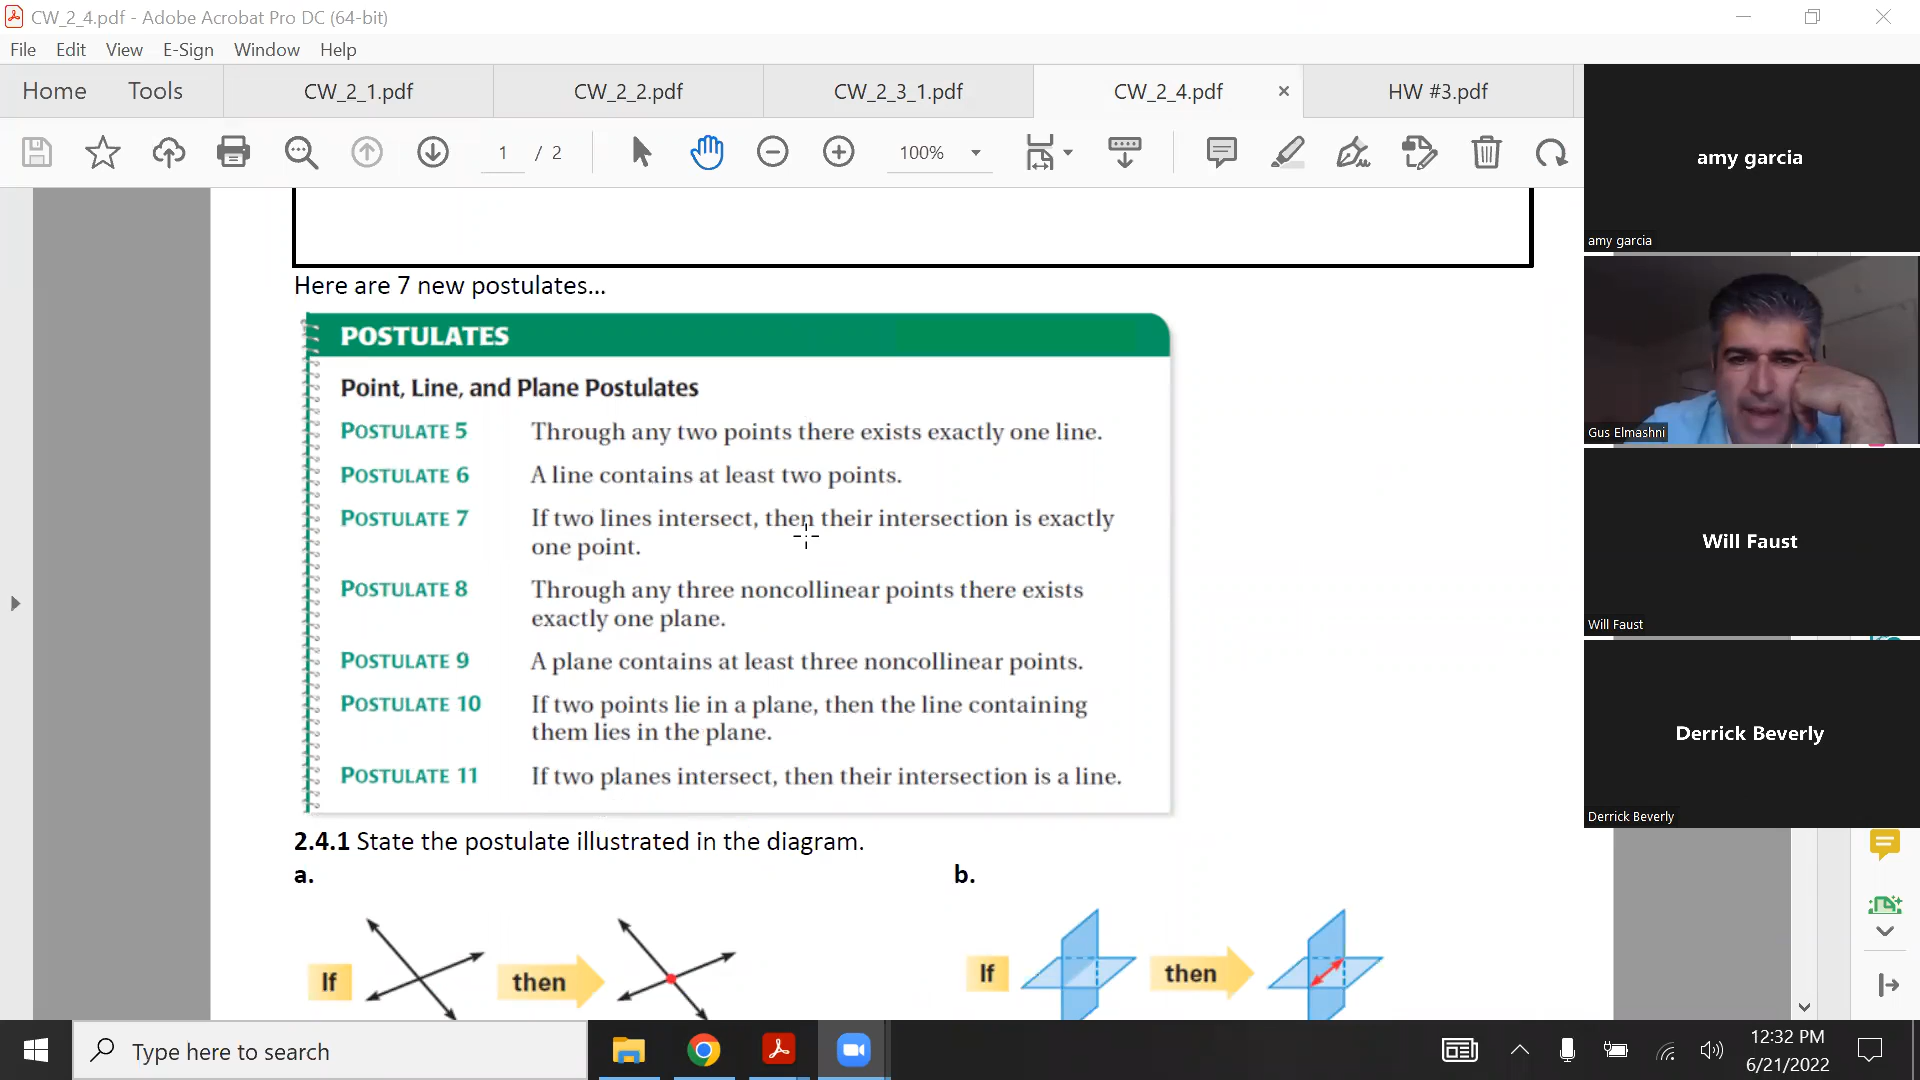 CW_2_4.pdf - Adobe Acrobat Pro DC (64-bit)
File Edit View E-Sign Window Help
Home Tools CW_2_1.pdf CW_2_2.pdf CW_2_3_1.pdf CW_2_4.pdf × HW #3.pdf
1 / 2 100%
amy garcia
amy garcia
Gus Elmashni
Will Faust
Will Faust
Derrick Beverly
Derrick Beverly
Here are 7 new postulates...
POSTULATES
Point, Line, and Plane Postulates
POSTULATE 5 Through any two points there exists exactly one line.
POSTULATE 6 A line contains at least two points.
POSTULATE 7 If two lines intersect, then their intersection is exactly
one point.
POSTULATE 8 Through any three noncollinear points there exists
exactly one plane.
POSTULATE 9 A plane contains at least three noncollinear points.
POSTULATE 10 If two points lie in a plane, then the line containing
them lies in the plane.
POSTULATE 11 If two planes intersect, then their intersection is a line.
2.4.1 State the postulate illustrated in the diagram.
a. b.
If then If then
Type here to search
12:32 PM
6/21/2022